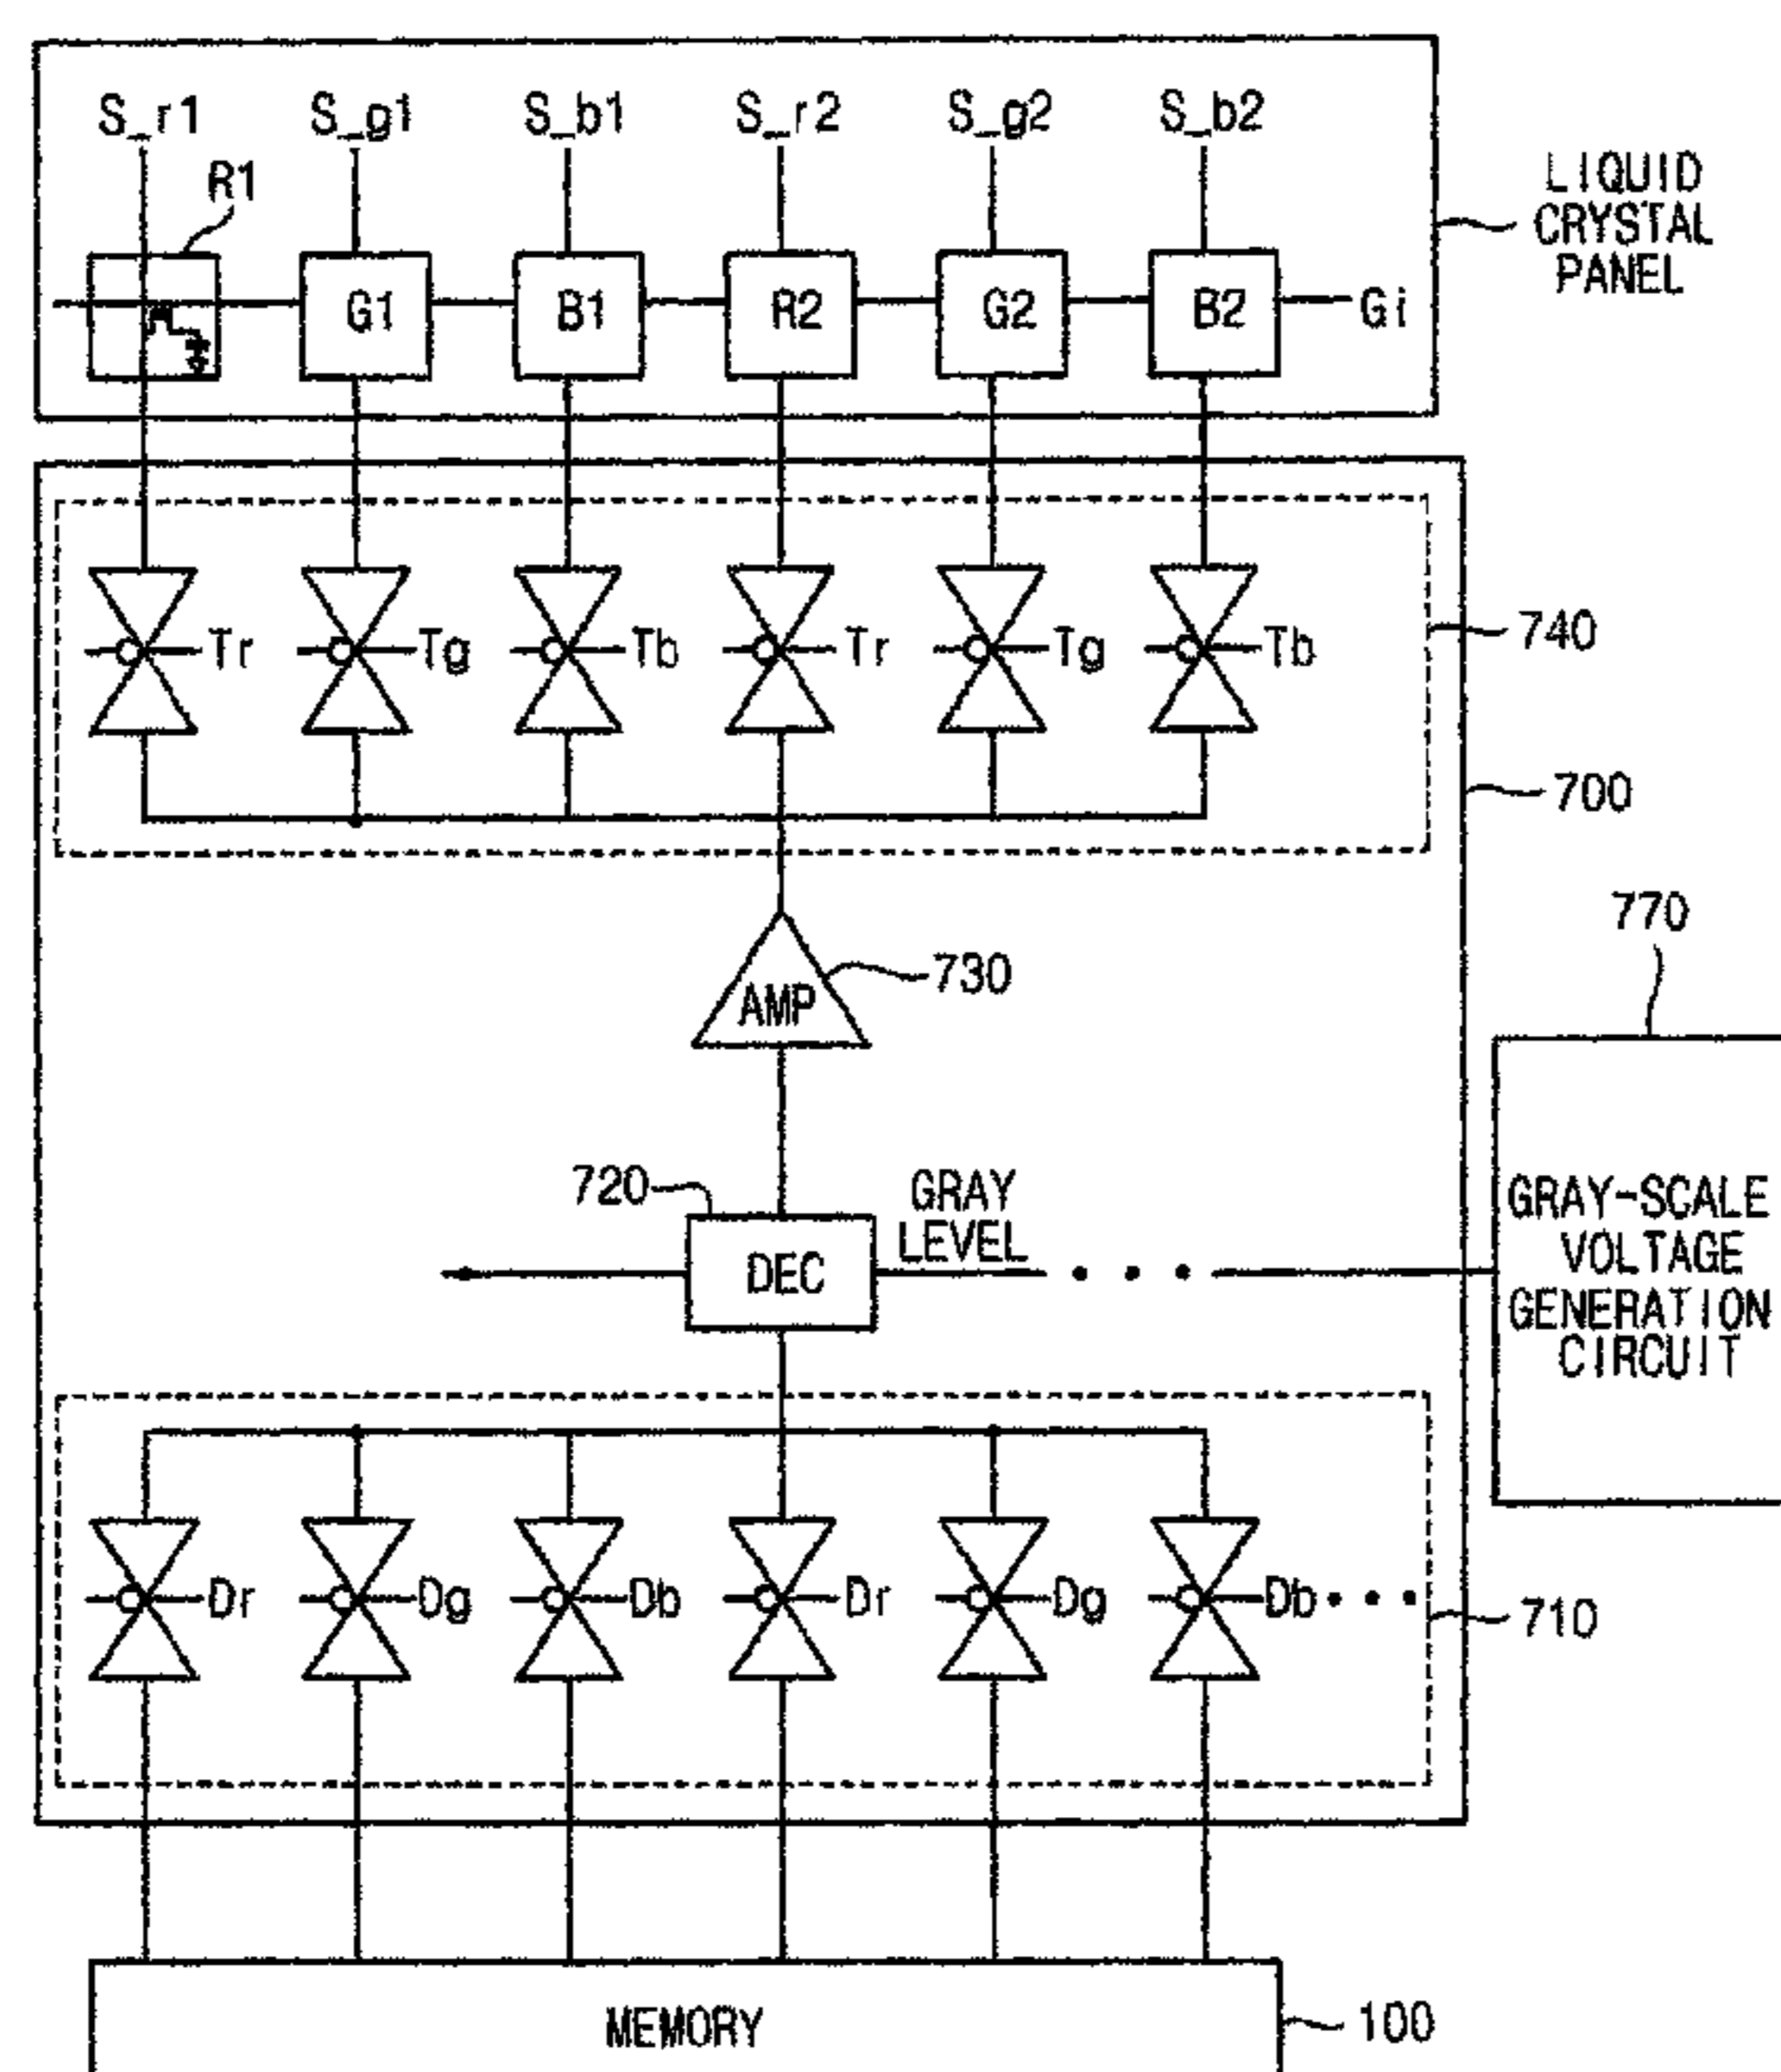 S_r1 S_g1 S_b1 S_r2 S_g2 S_b2
R1
LIQUID
CRYSTAL
PANEL
G1 B1 R2 G2 B2 Gi
Tr Tg Tb Tr Tg Tb
740
700
770
730
AMP
720
GRAY
LEVEL
DEC
GRAY-SCALE
VOLTAGE
GENERATION
CIRCUIT
Dr Dg Db Dr Dg Db
710
MEMORY
100